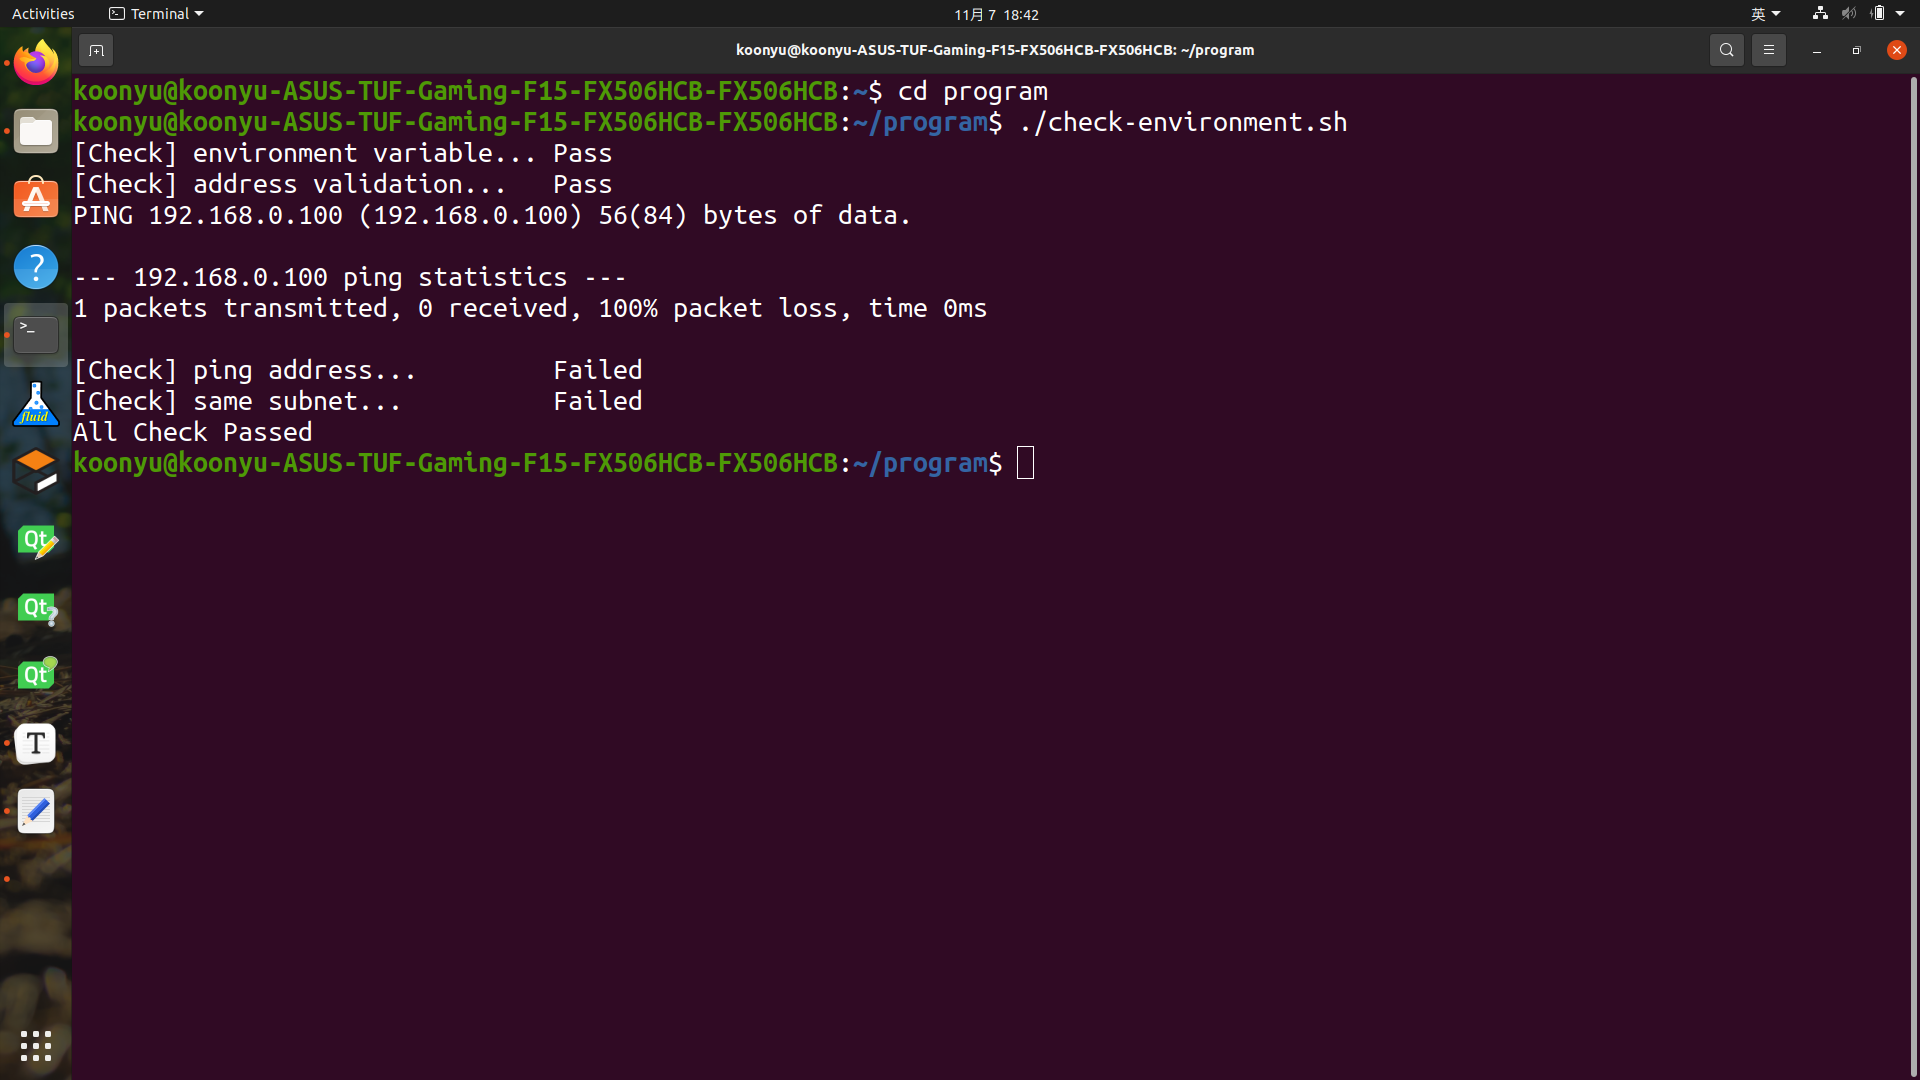 Activities
Terminal
11月 7 18:42
英
koonyu@koonyu-ASUS-TUF-Gaming-F15-FX506HCB-FX506HCB: ~/program
koonyu@koonyu-ASUS-TUF-Gaming-F15-FX506HCB-FX506HCB:~$ cd program
koonyu@koonyu-ASUS-TUF-Gaming-F15-FX506HCB-FX506HCB:~/program$ ./check-environment.sh
[Check] environment variable... Pass
[Check] address validation...   Pass
PING 192.168.0.100 (192.168.0.100) 56(84) bytes of data.
--- 192.168.0.100 ping statistics ---
1 packets transmitted, 0 received, 100% packet loss, time 0ms
[Check] ping address...         Failed
[Check] same subnet...          Failed
All Check Passed
koonyu@koonyu-ASUS-TUF-Gaming-F15-FX506HCB-FX506HCB:~/program$
A
?
>_
fluid
Qt
Qt
?
Qt
T